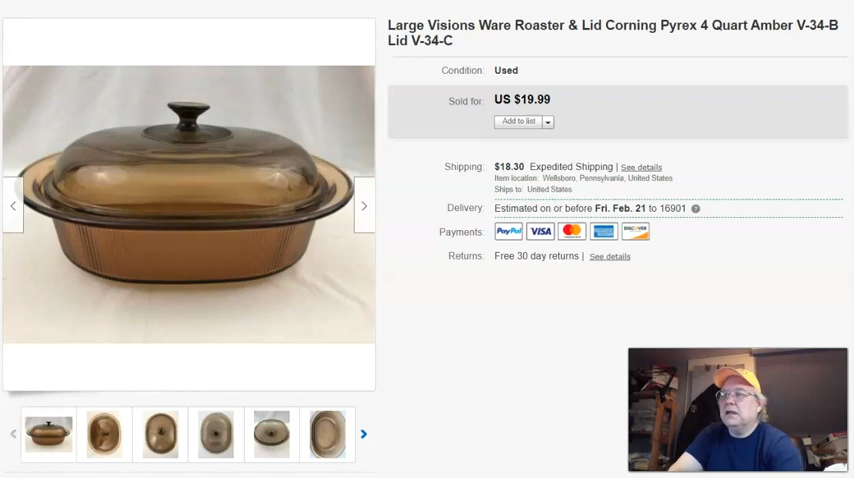 Large Visions Ware Roaster & Lid Corning Pyrex 4 Quart Amber V-34-B
Lid V-34-C
Condition: Used
Sold for: US $19.99
Add to list
Shipping: $18.30 Expedited Shipping | See details
Item location: Wellsboro, Pennsylvania, United States
Ships to: United States
Delivery: Estimated on or before Fri. Feb. 21 to 16901 ?
Payments: PayPal VISA DISCOVER
Returns: Free 30 day returns | See details